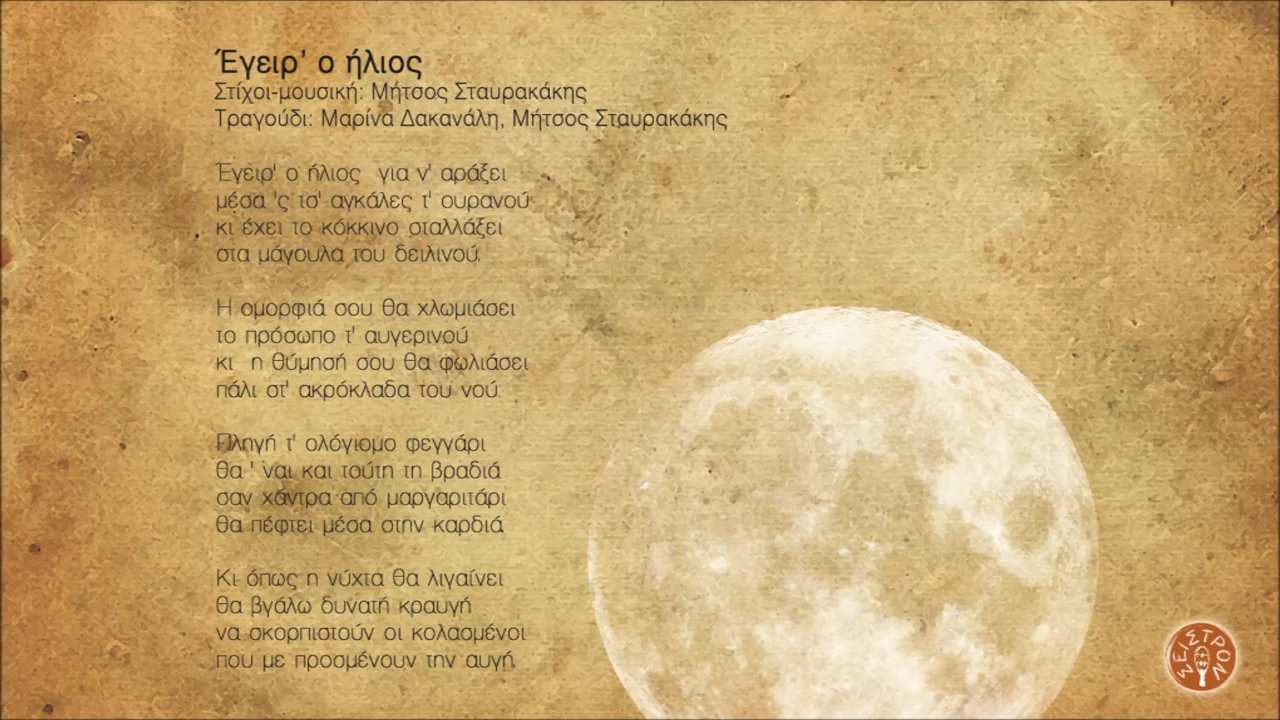 Έγειρ' ο ήλιος
Στίχοι-μουσική: Μήτσος Σταυρακάκης
Τραγούδι: Μαρίνα Δακανάλη, Μήτσος Σταυρακάκης
Έγειρ' ο ήλιος για ν' αράξει
μέσα 'ς τσ' αγκάλες τ' ουρανού
κι έχει το κόκκινο σταλλάξει
στα μάγουλα του δειλινού.
Η ομορφιά σου θα χλωμιάσει
το πρόσωπο τ' αυγερινού
κι η θύμησή σου θα φωλιάσει
πάλι στ' ακρόκλαδα του νού
Πληγή τ' ολόγιομο φεγγάρι
θα ' ναι και τούτη τη βραδιά
σαν χάντρα από μαργαριτάρι
θα πέφτει μέσα στην καρδιά
Κι όπως η νύχτα θα λιγαίνει
θα βγάλω δυνατή κραυγή
να σκορπιστούν οι κολασμένοι
που με προσμένουν την αυγή.
ΣΕΙΣΤΡΟΝ